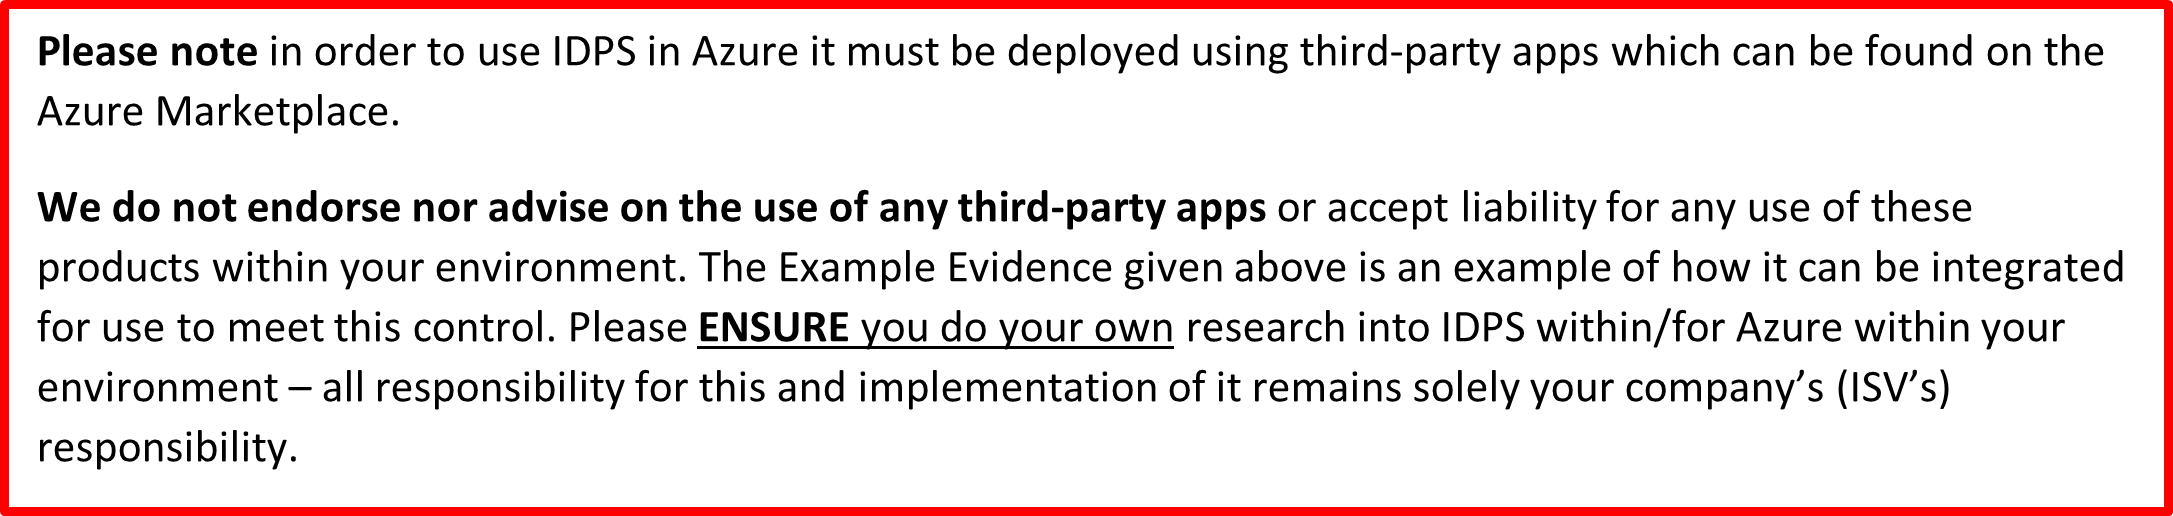 Please note in order to use IDPS in Azure it must be deployed using third-party apps which can be found on the
Azure Marketplace.
We do not endorse nor advise on the use of any third-party apps or accept liability for any use of these
products within your environment. The Example Evidence given above is an example of how it can be integrated
for use to meet this control. Please ENSURE you do your own research into IDPS within/for Azure within your
environment – all responsibility for this and implementation of it remains solely your company’s (ISV’s)
responsibility.